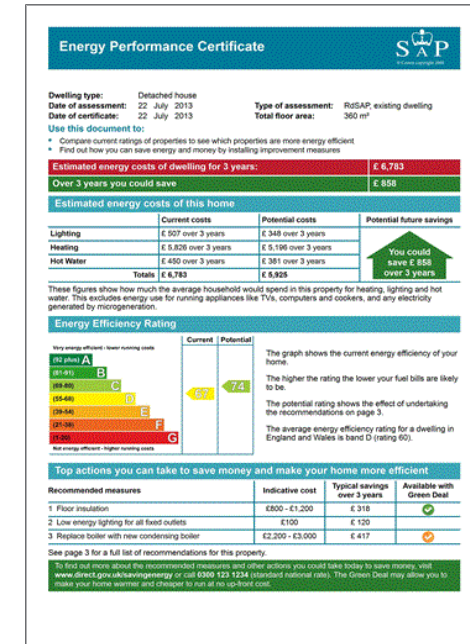 Energy Performance Certificate
SAP
© Crown copyright 2009
Dwelling type: Detached house
Date of assessment: 22 July 2013 Type of assessment: RdSAP, existing dwelling
Date of certificate: 22 July 2013 Total floor area: 360 m²
Use this document to:
• Compare current ratings of properties to see which properties are more energy efficient
• Find out how you can save energy and money by installing improvement measures
Estimated energy costs of dwelling for 3 years: £ 6,783
Over 3 years you could save £ 858
Estimated energy costs of this home
Current costs Potential costs Potential future savings
Lighting £ 507 over 3 years £ 348 over 3 years
Heating £ 5,826 over 3 years £ 5,196 over 3 years
Hot Water £ 450 over 3 years £ 381 over 3 years
Totals £ 6,783 £ 5,925
You could
save £ 858
over 3 years
These figures show how much the average household would spend in this property for heating, lighting and hot
water. This excludes energy use for running appliances like TVs, computers and cookers, and any electricity
generated by microgeneration.
Energy Efficiency Rating
Current Potential
Very energy efficient - lower running costs
(92 plus) A
(81-91) B
(69-80) C
(55-68) D
(39-54) E
(21-38) F
(1-20) G
Not energy efficient - higher running costs
74
The graph shows the current energy efficiency of your
home.
The higher the rating the lower your fuel bills are likely
to be.
The potential rating shows the effect of undertaking
the recommendations on page 3.
The average energy efficiency rating for a dwelling in
England and Wales is band D (rating 60).
Top actions you can take to save money and make your home more efficient
Recommended measures Indicative cost Typical savings over 3 years Available with Green Deal
1 Floor insulation £800 - £1,200 £ 318
2 Low energy lighting for all fixed outlets £100 £ 120
3 Replace boiler with new condensing boiler £2,200 - £3,000 £ 417
See page 3 for a full list of recommendations for this property.
To find out more about the recommended measures and other actions you could take today to save money, visit
www.direct.gov.uk/savingenergy or call 0300 123 1234 (standard national rate). The Green Deal may allow you to
make your home warmer and cheaper to run at no up-front cost.